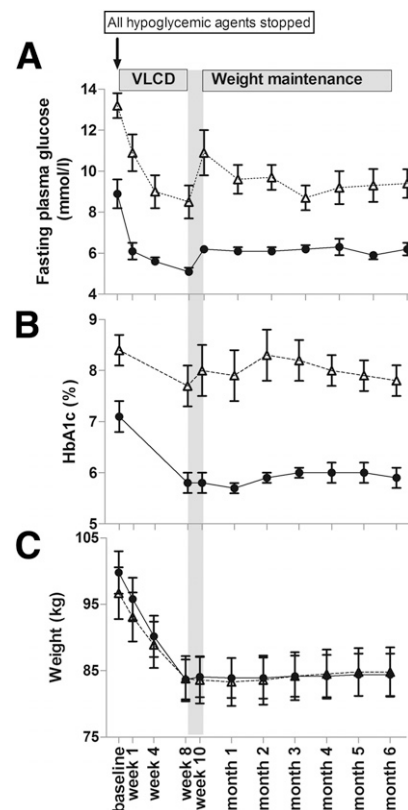 All hypoglycemic agents stopped
A
VLCD
Weight maintenance
Fasting plasma glucose
(mmol/l)
14
12
10
8
6
4
B
HbA1c (%)
9
8
7
6
5
C
Weight (kg)
105
95
85
75
baseline
week 1
week 4
week 8
week 10
month 1
month 2
month 3
month 4
month 5
month 6